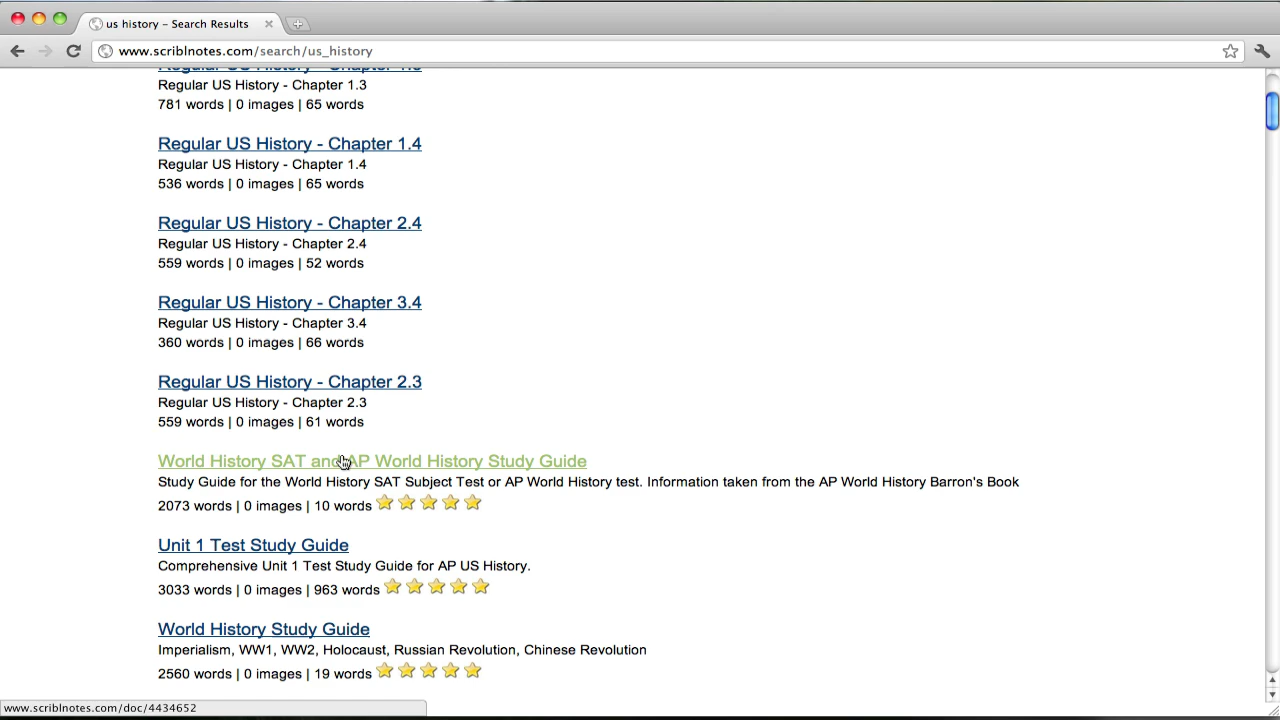 us history – Search Results
www.scriblnotes.com/search/us_history
Regular US History - Chapter 1.3
Regular US History - Chapter 1.3
781 words | 0 images | 65 words
Regular US History - Chapter 1.4
Regular US History - Chapter 1.4
536 words | 0 images | 65 words
Regular US History - Chapter 2.4
Regular US History - Chapter 2.4
559 words | 0 images | 52 words
Regular US History - Chapter 3.4
Regular US History - Chapter 3.4
360 words | 0 images | 66 words
Regular US History - Chapter 2.3
Regular US History - Chapter 2.3
559 words | 0 images | 61 words
World History SAT and AP World History Study Guide
Study Guide for the World History SAT Subject Test or AP World History test. Information taken from the AP World History Barron's Book
2073 words | 0 images | 10 words
Unit 1 Test Study Guide
Comprehensive Unit 1 Test Study Guide for AP US History.
3033 words | 0 images | 963 words
World History Study Guide
Imperialism, WW1, WW2, Holocaust, Russian Revolution, Chinese Revolution
2560 words | 0 images | 19 words
www.scriblnotes.com/doc/4434652